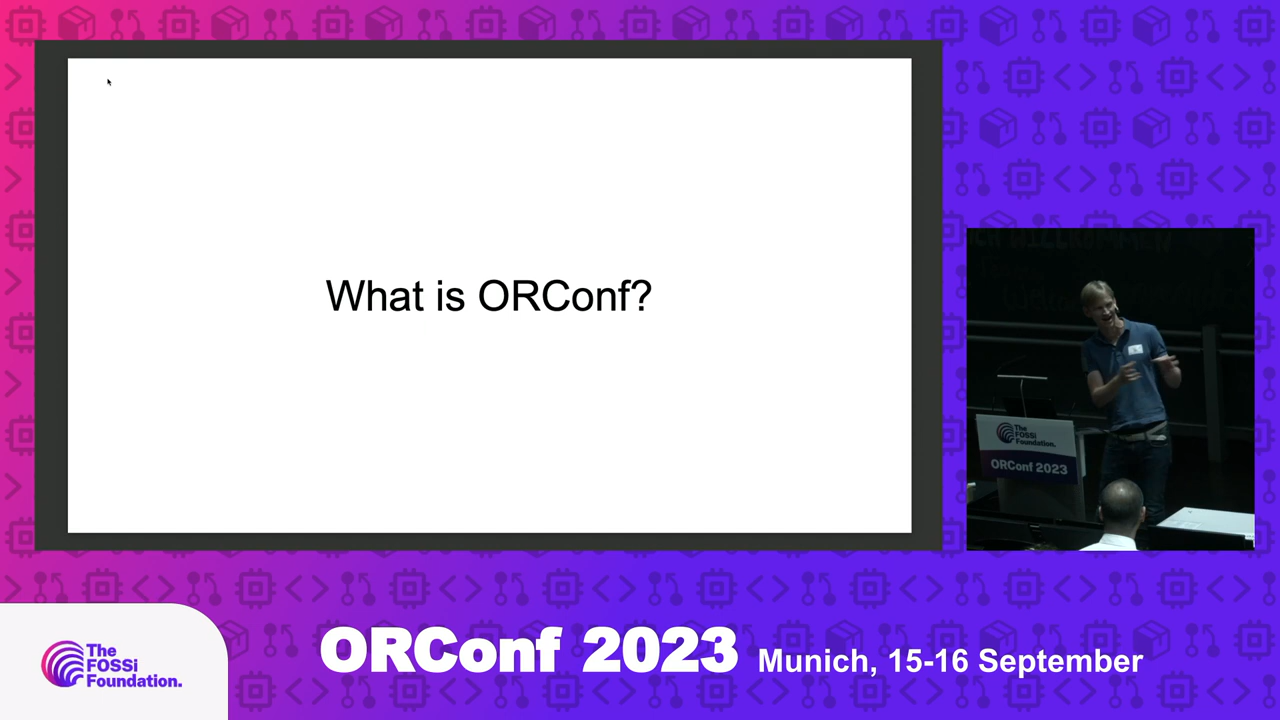 What is ORConf?
The
FOSSi
Foundation.
ORConf 2023
The
FOSSi
Foundation.
ORConf 2023
Munich, 15-16 September